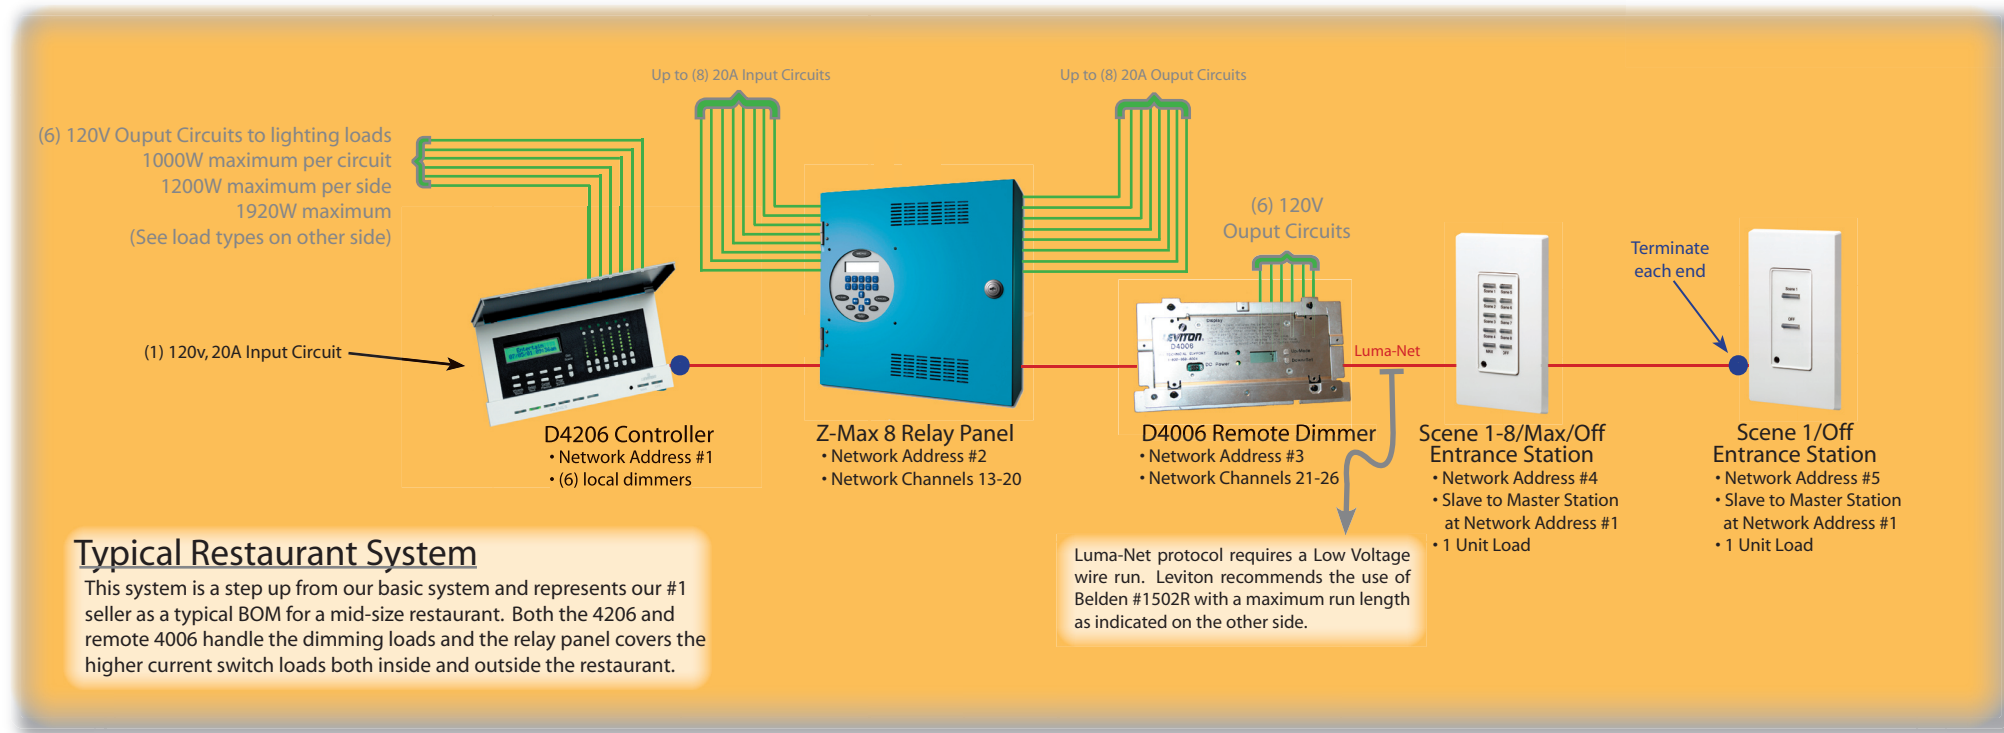 Up to (8) 20A Input Circuits
Up to (8) 20A Ouput Circuits
(6) 120V Ouput Circuits to lighting loads
1000W maximum per circuit
1200W maximum per side
1920W maximum
(See load types on other side)
(6) 120V
Ouput Circuits
Terminate
each end
(1) 120v, 20A Input Circuit
Luma-Net
LEVITON
D4006
Display
Status
DC Power
Scene 1
OFF
D4206 Controller
• Network Address #1
• (6) local dimmers
Z-Max 8 Relay Panel
• Network Address #2
• Network Channels 13-20
D4006 Remote Dimmer
• Network Address #3
• Network Channels 21-26
Scene 1-8/Max/Off
Entrance Station
• Network Address #4
• Slave to Master Station
at Network Address #1
• 1 Unit Load
Scene 1/Off
Entrance Station
• Network Address #5
• Slave to Master Station
at Network Address #1
• 1 Unit Load
Typical Restaurant System
This system is a step up from our basic system and represents our #1
seller as a typical BOM for a mid-size restaurant. Both the 4206 and
remote 4006 handle the dimming loads and the relay panel covers the
higher current switch loads both inside and outside the restaurant.
Luma-Net protocol requires a Low Voltage
wire run. Leviton recommends the use of
Belden #1502R with a maximum run length
as indicated on the other side.